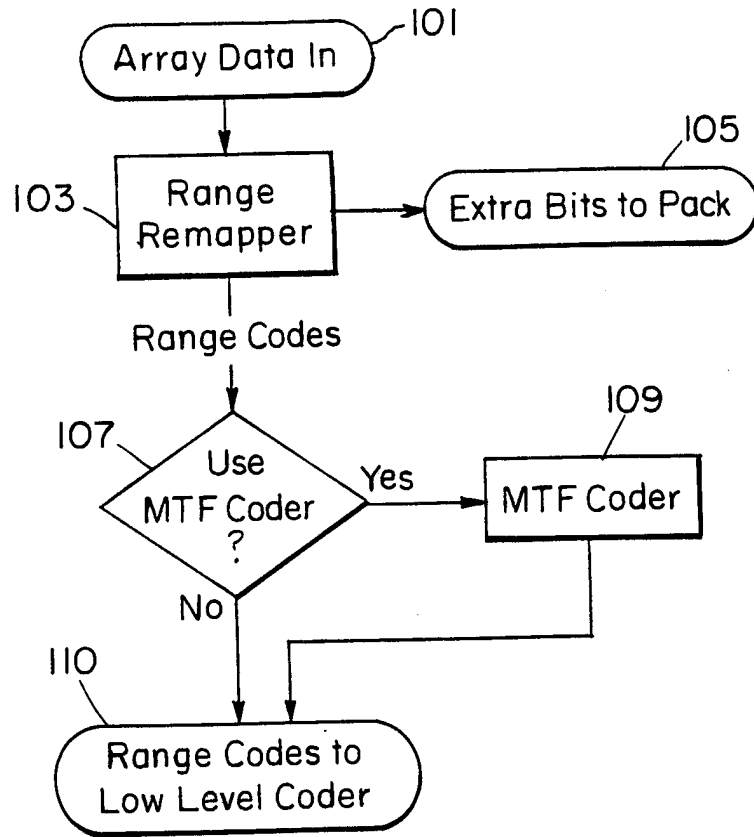 101
Array Data In
105
103
Range
Remapper
Extra Bits to Pack
Range Codes
107
109
Use
MTF Coder
?
Yes
MTF Coder
No
110
Range Codes to
Low Level Coder